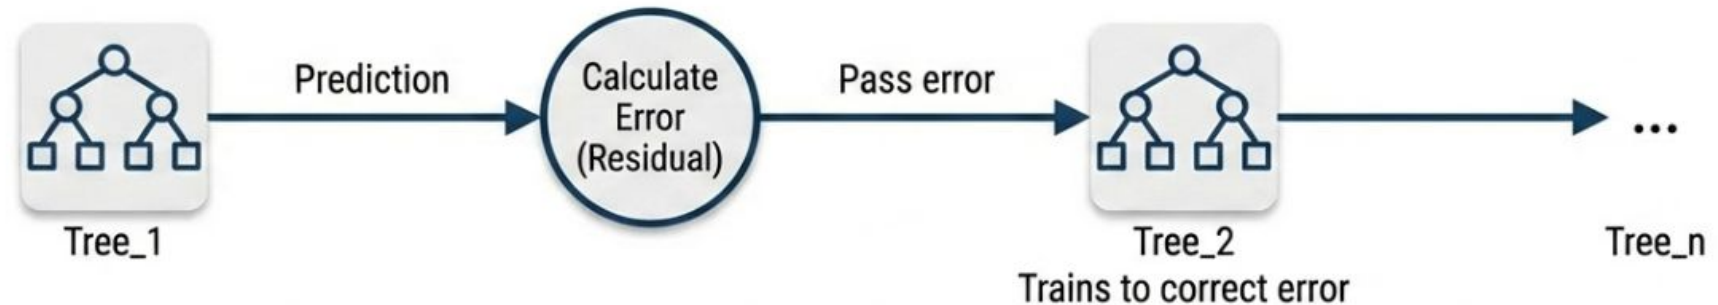 Prediction
Calculate
Error
(Residual)
Pass error
...
Tree_1
Tree_2
Trains to correct error
Tree_n